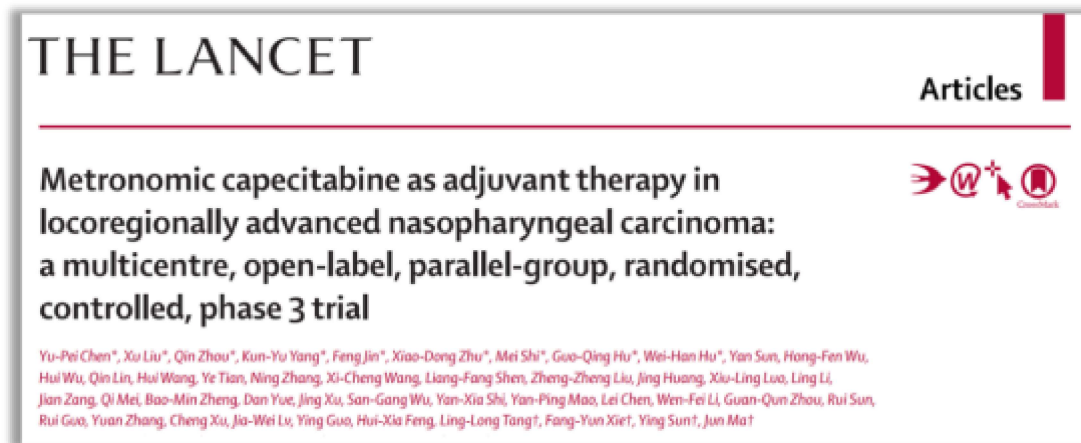 THE LANCET
Articles
Metronomic capecitabine as adjuvant therapy in
locoregionally advanced nasopharyngeal carcinoma:
a multicentre, open-label, parallel-group, randomised,
controlled, phase 3 trial
CrossMark
Yu-Pei Chen*, Xu Liu*, Qin Zhou*, Kun-Yu Yang*, Feng Jin*, Xiao-Dong Zhu*, Mei Shi*, Guo-Qing Hu*, Wei-Han Hu*, Yan Sun, Hong-Fen Wu,
Hui Wu, Qin Lin, Hui Wang, Ye Tian, Ning Zhang, Xi-Cheng Wang, Liang-Fang Shen, Zheng-Zheng Liu, Jing Huang, Xiu-Ling Luo, Ling Li,
Jian Zang, Qi Mei, Bao-Min Zheng, Dan Yue, Jing Xu, San-Gang Wu, Yan-Xia Shi, Yan-Ping Mao, Lei Chen, Wen-Fei Li, Guan-Qun Zhou, Rui Sun,
Rui Guo, Yuan Zhang, Cheng Xu, Jia-Wei Lv, Ying Guo, Hui-Xia Feng, Ling-Long Tang†, Fang-Yun Xie†, Ying Sun†, Jun Ma†